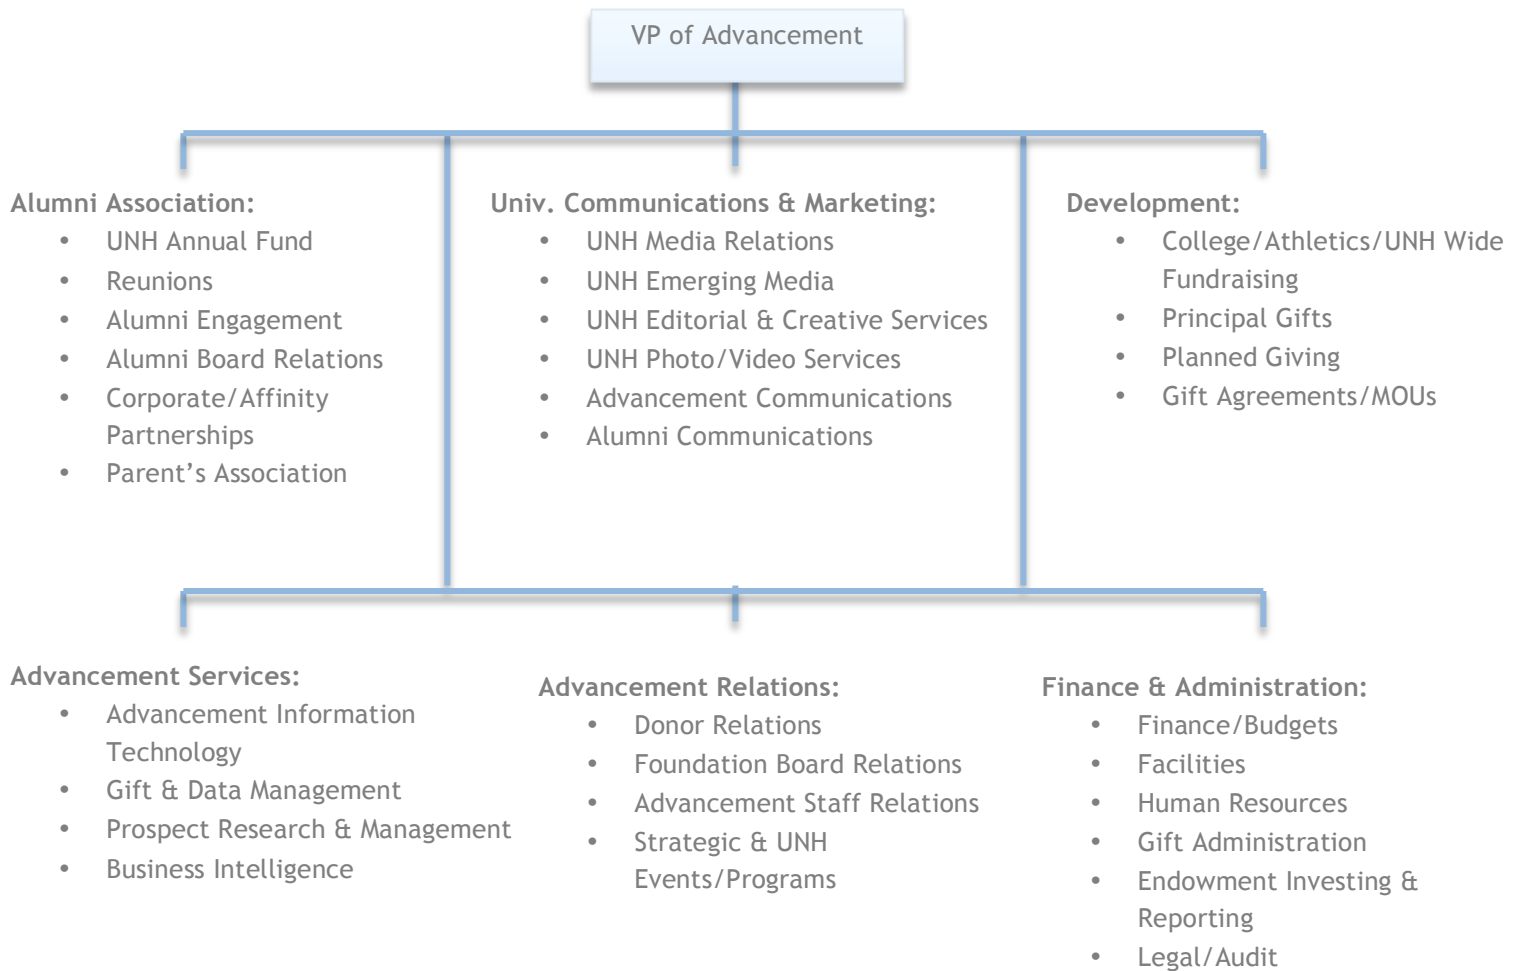 VP of Advancement
Alumni Association:
• UNH Annual Fund
• Reunions
• Alumni Engagement
• Alumni Board Relations
• Corporate/Affinity
Partnerships
• Parent’s Association
Univ. Communications & Marketing:
• UNH Media Relations
• UNH Emerging Media
• UNH Editorial & Creative Services
• UNH Photo/Video Services
• Advancement Communications
• Alumni Communications
Development:
• College/Athletics/UNH Wide
Fundraising
• Principal Gifts
• Planned Giving
• Gift Agreements/MOUs
Advancement Services:
• Advancement Information
Technology
• Gift & Data Management
• Prospect Research & Management
• Business Intelligence
Advancement Relations:
• Donor Relations
• Foundation Board Relations
• Advancement Staff Relations
• Strategic & UNH
Events/Programs
Finance & Administration:
• Finance/Budgets
• Facilities
• Human Resources
• Gift Administration
• Endowment Investing &
Reporting
• Legal/Audit